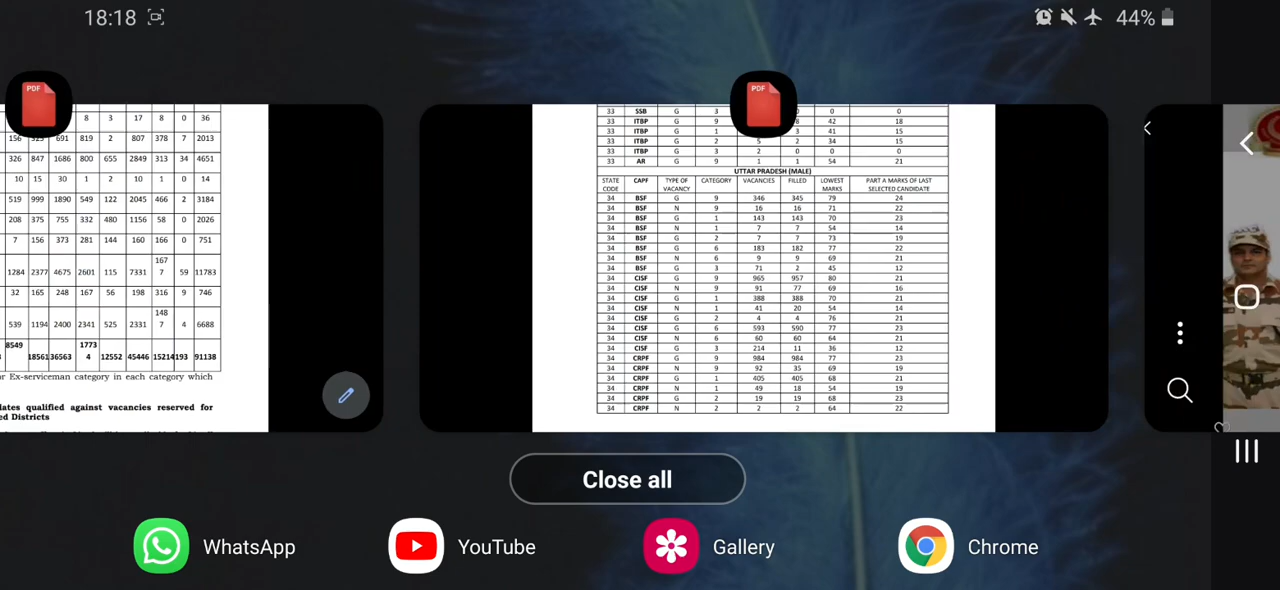 18:18
44%
PDF
8 3 17 8 0 36
156 323 691 819 2 807 378 7 2013
326 847 1686 800 655 2849 313 34 4651
10 15 30 1 2 10 1 0 14
519 999 1890 549 122 2045 466 2 3184
208 375 755 332 480 1156 58 0 2026
7 156 373 281 144 160 166 0 751
167
1284 2377 4675 2601 115 7331 7 59 11783
32 165 248 167 56 198 316 9 746
148
539 1194 2400 2341 525 2331 7 4 6688
8549 1773
18561 36563 4 12552 45446 15214 193 91138
or Ex-serviceman category in each category which
lates qualified against vacancies reserved for
ed Districts
PDF
33 SSB G 3 0 0 0
33 ITBP G 9 8 42 18
33 ITBP G 1 3 41 15
33 ITBP G 2 5 2 34 15
33 ITBP G 3 2 0 0 0
33 AR G 9 1 1 54 21
UTTAR PRADESH (MALE)
STATE CODE CAPF TYPE OF VACANCY CATEGORY VACANCIES FILLED LOWEST MARKS PART A MARKS OF LAST SELECTED CANDIDATE
34 BSF G 9 346 345 79 24
34 BSF N 9 16 16 71 22
34 BSF G 1 143 143 70 23
34 BSF N 1 7 7 54 14
34 BSF G 2 7 7 73 19
34 BSF G 6 183 182 77 22
34 BSF N 6 9 9 69 21
34 BSF G 3 71 2 45 12
34 CISF G 9 965 957 80 21
34 CISF N 9 91 77 69 16
34 CISF G 1 388 388 70 21
34 CISF N 1 41 20 54 14
34 CISF G 2 4 4 76 21
34 CISF G 6 593 590 77 23
34 CISF N 6 60 60 64 21
34 CISF G 3 214 11 36 12
34 CRPF G 9 984 984 77 23
34 CRPF N 9 92 35 69 19
34 CRPF G 1 405 405 68 21
34 CRPF N 1 49 18 54 19
34 CRPF G 2 19 19 68 23
34 CRPF N 2 2 2 64 22
Close all
WhatsApp
YouTube
Gallery
Chrome